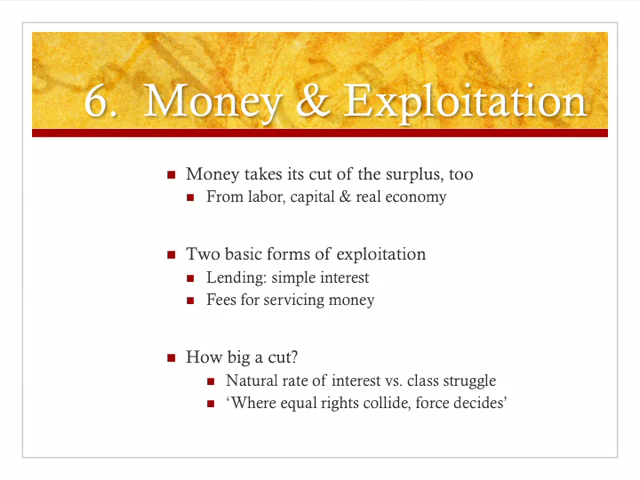 6. Money & Exploitation
Money takes its cut of the surplus, too
From labor, capital & real economy
Two basic forms of exploitation
Lending: simple interest
Fees for servicing money
How big a cut?
Natural rate of interest vs. class struggle
‘Where equal rights collide, force decides’